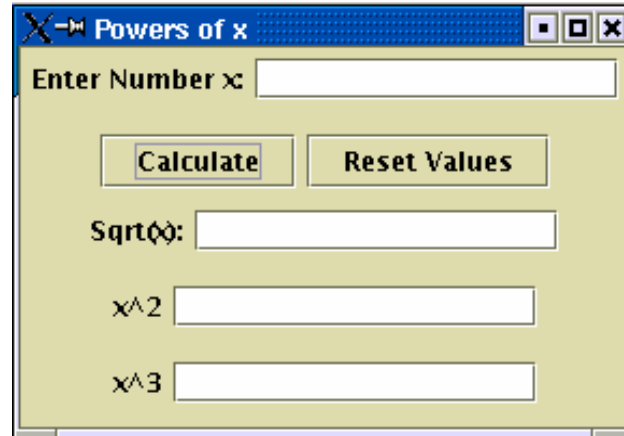 Powers of x
Enter Number x:
Calculate Reset Values
Sqrt(x):
x^2
x^3